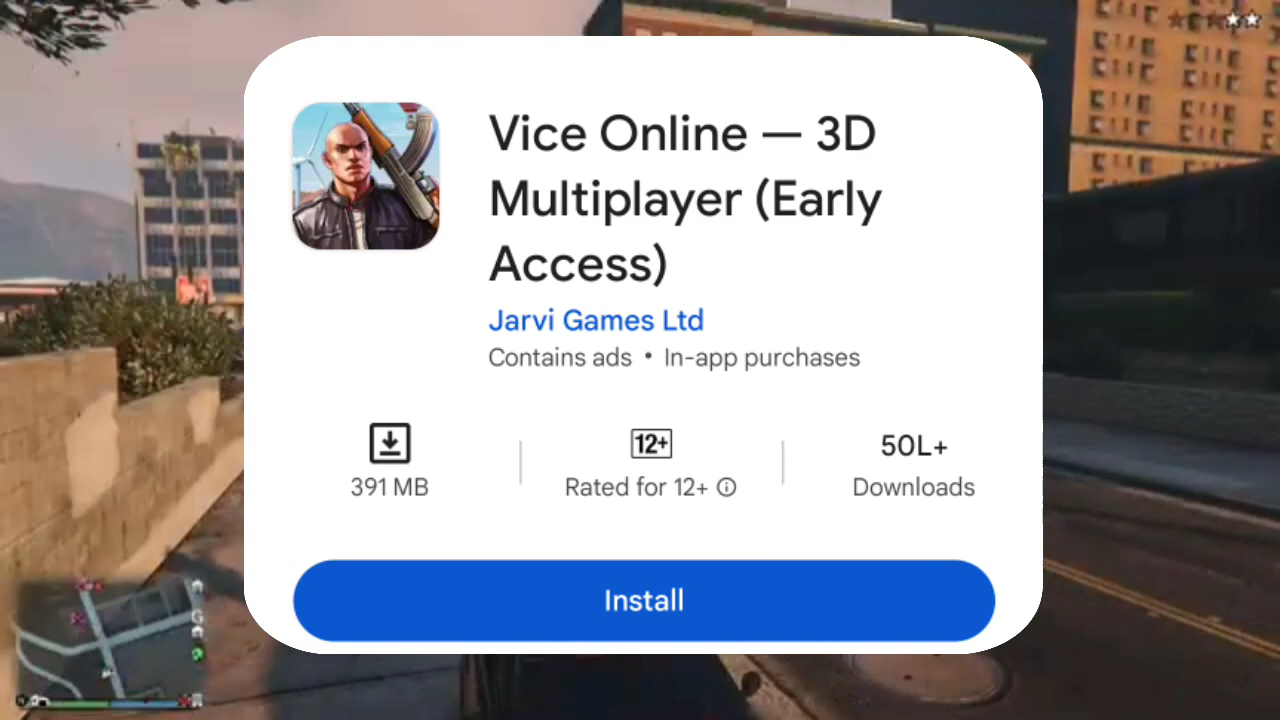 Vice Online — 3D
Multiplayer (Early
Access)
Jarvi Games Ltd
Contains ads • In-app purchases
12+
50L+
391 MB
Rated for 12+
Downloads
Install